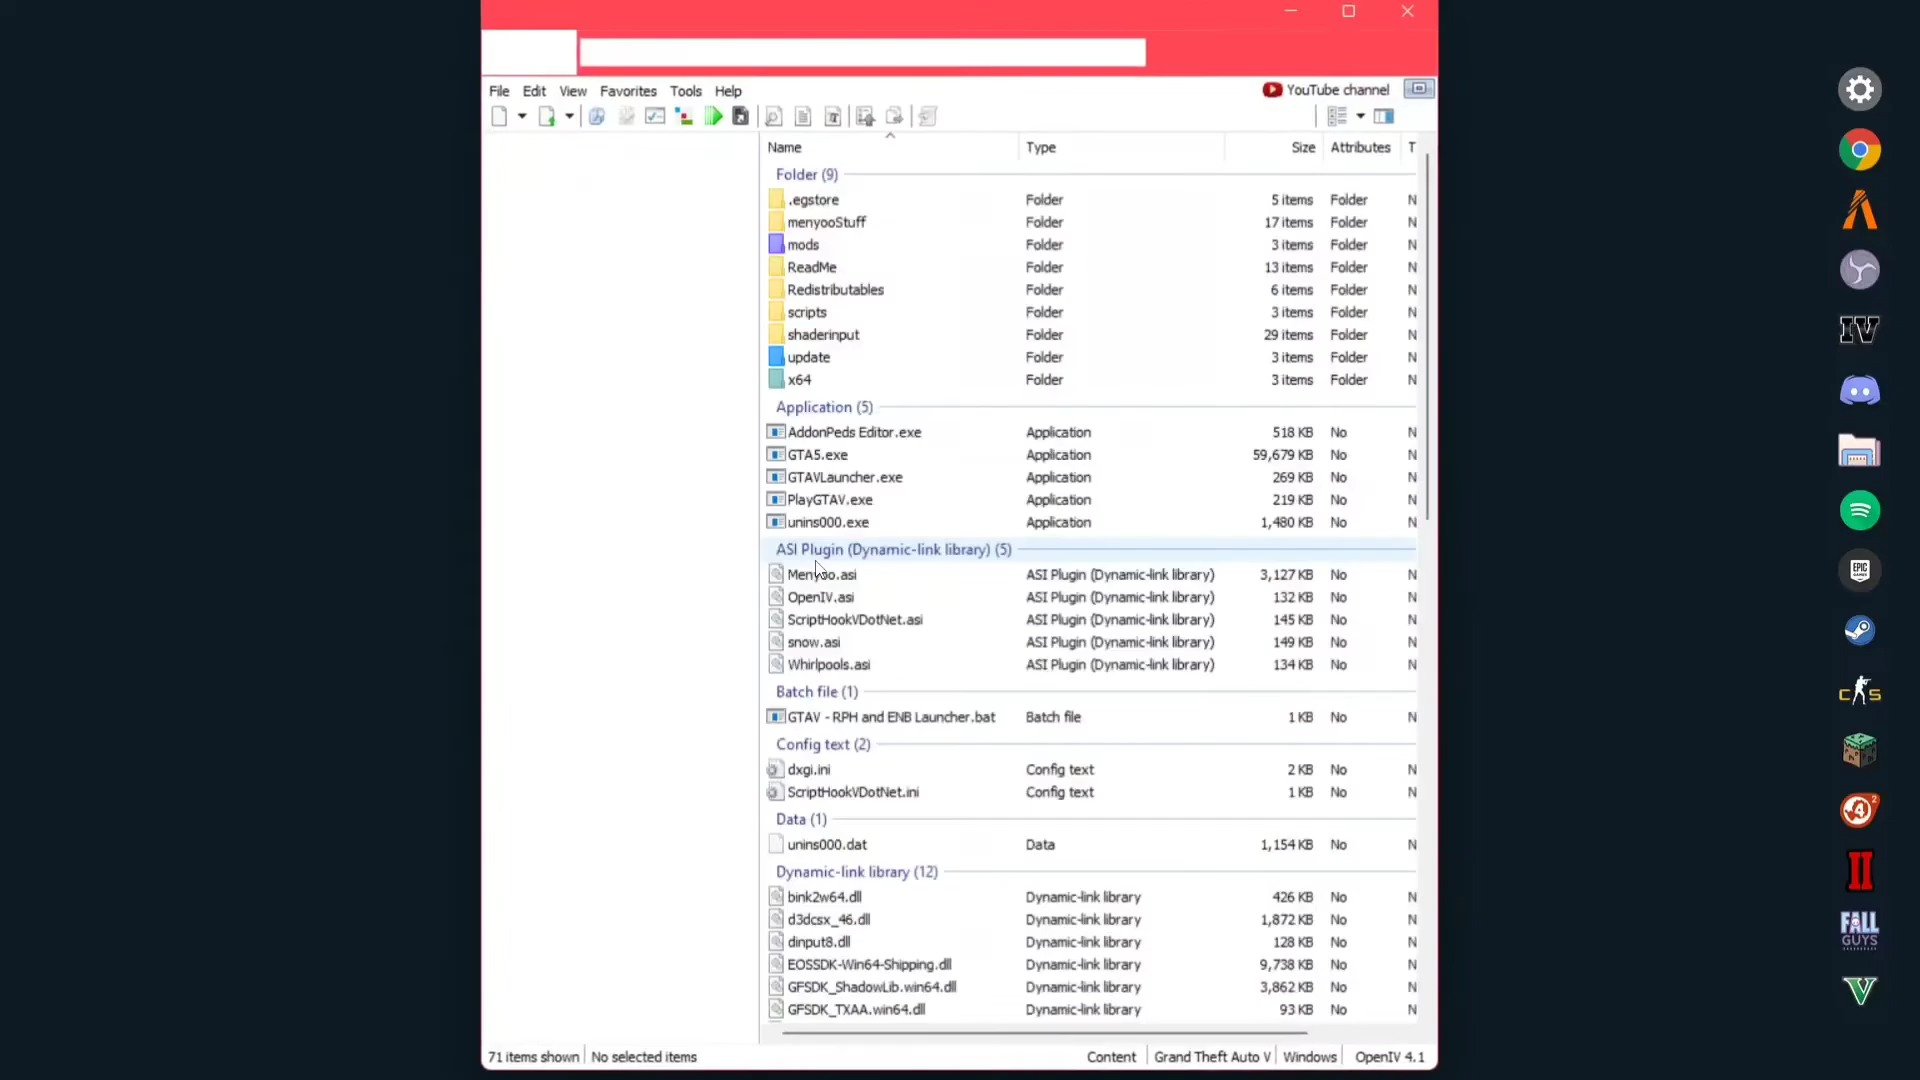 File Edit View Favorites Tools Help YouTube channel
Name Type Size Attributes T
Folder (9)
.egstore Folder 5 items Folder N
menyooStuff Folder 17 items Folder N
mods Folder 3 items Folder N
ReadMe Folder 13 items Folder N
Redistributables Folder 6 items Folder N
scripts Folder 3 items Folder N
shaderinput Folder 29 items Folder N
update Folder 3 items Folder N
x64 Folder 3 items Folder N
Application (5)
AddonPeds Editor.exe Application 518 KB No N
GTA5.exe Application 59,679 KB No N
GTAVLauncher.exe Application 269 KB No N
PlayGTAV.exe Application 219 KB No N
unins000.exe Application 1,480 KB No N
ASI Plugin (Dynamic-link library) (5)
Menyoo.asi ASI Plugin (Dynamic-link library) 3,127 KB No N
OpenIV.asi ASI Plugin (Dynamic-link library) 132 KB No N
ScriptHookVDotNet.asi ASI Plugin (Dynamic-link library) 145 KB No N
snow.asi ASI Plugin (Dynamic-link library) 149 KB No N
Whirlpools.asi ASI Plugin (Dynamic-link library) 134 KB No N
Batch file (1)
GTAV - RPH and ENB Launcher.bat Batch file 1 KB No N
Config text (2)
dxgi.ini Config text 2 KB No N
ScriptHookVDotNet.ini Config text 1 KB No N
Data (1)
unins000.dat Data 1,154 KB No N
Dynamic-link library (12)
bink2w64.dll Dynamic-link library 426 KB No N
d3dcsx_46.dll Dynamic-link library 1,872 KB No N
dinput8.dll Dynamic-link library 128 KB No N
EOSSDK-Win64-Shipping.dll Dynamic-link library 9,738 KB No N
GFSDK_ShadowLib.win64.dll Dynamic-link library 3,862 KB No N
GFSDK_TXAA.win64.dll Dynamic-link library 93 KB No N
71 items shown No selected items Content Grand Theft Auto V Windows OpenIV 4.1
IV
EPIC
GAMES
CS
4 2
II
FALL
GUYS
V